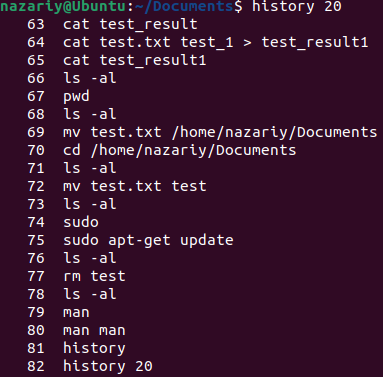 nazariy@Ubuntu:~/Documents$ history 20
63 cat test_result
64 cat test.txt test_1 > test_result1
65 cat test_result1
66 ls -al
67 pwd
68 ls -al
69 mv test.txt /home/nazariy/Documents
70 cd /home/nazariy/Documents
71 ls -al
72 mv test.txt test
73 ls -al
74 sudo
75 sudo apt-get update
76 ls -al
77 rm test
78 ls -al
79 man
80 man man
81 history
82 history 20